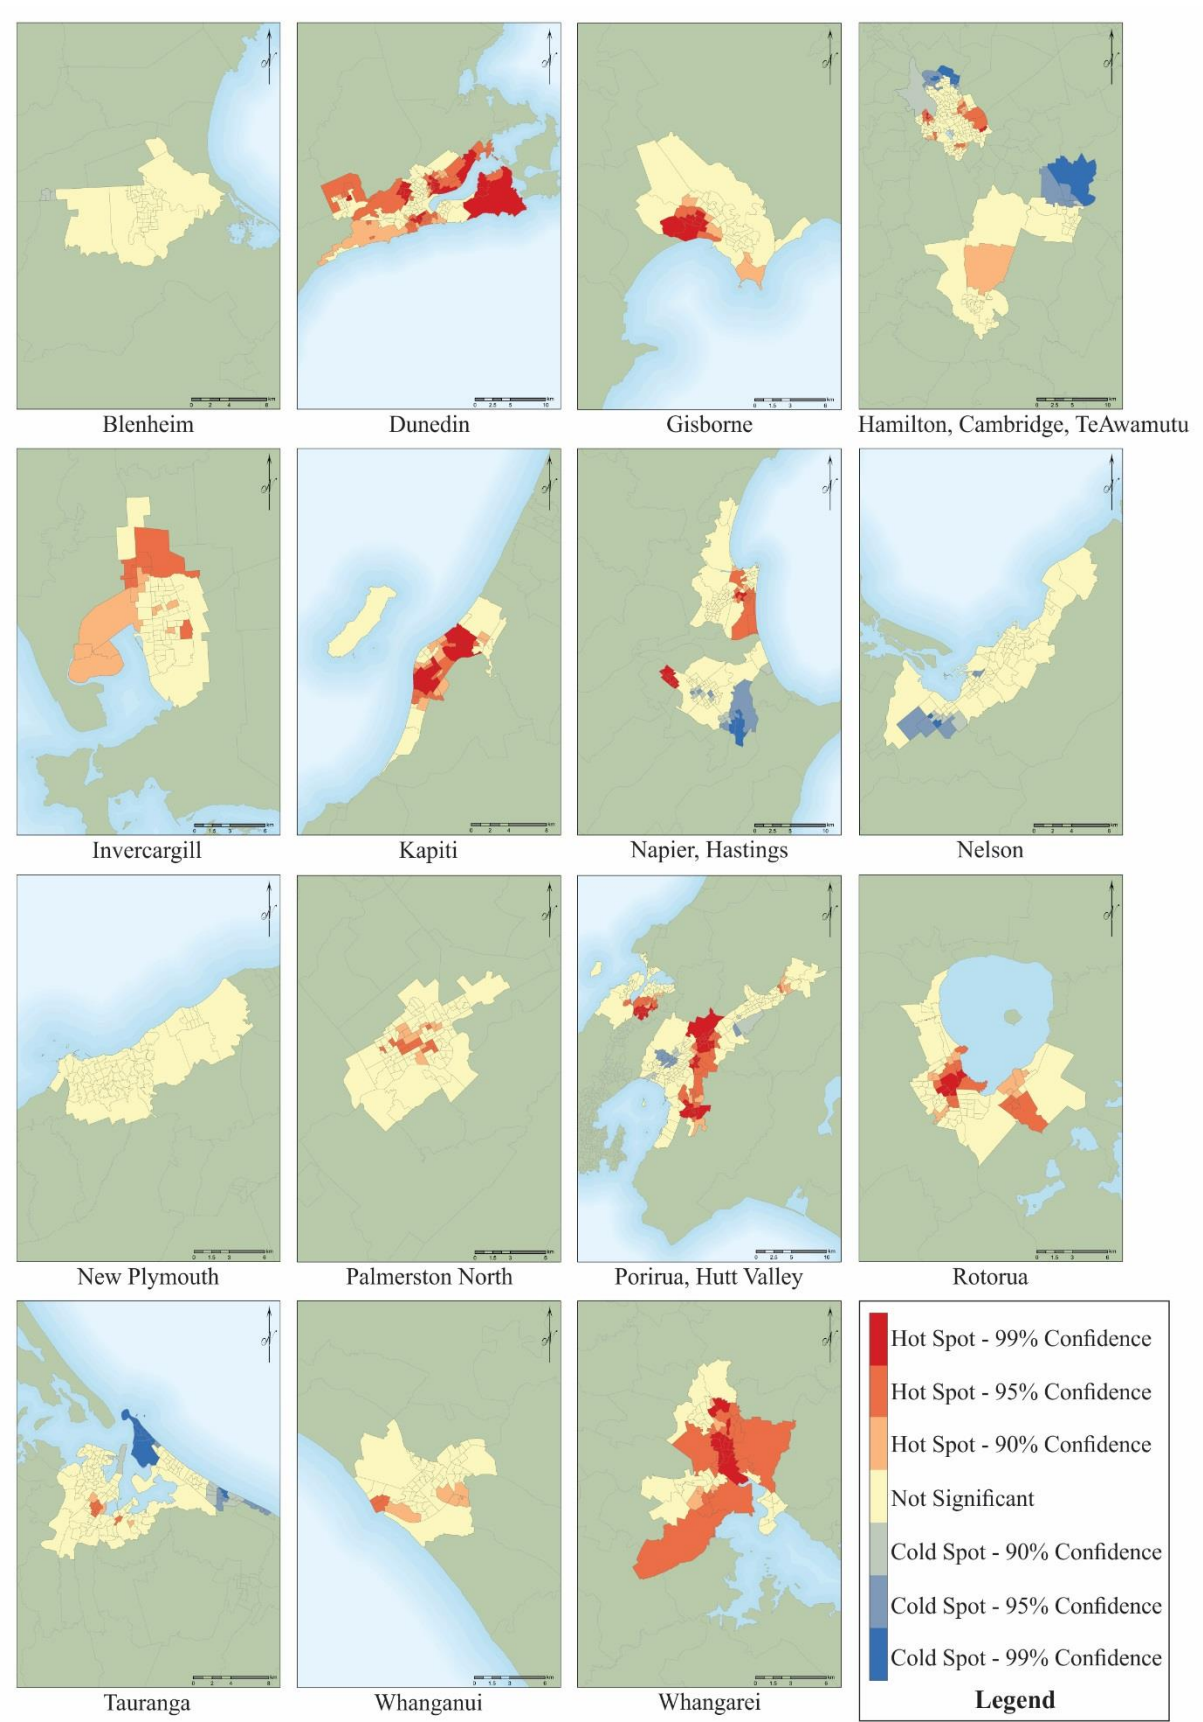 Blenheim
Dunedin
Gisborne
Hamilton, Cambridge, TeAwamutu
Invercargill
Kapiti
Napier, Hastings
Nelson
New Plymouth
Palmerston North
Porirua, Hutt Valley
Rotorua
Tauranga
Whanganui
Whangarei
Hot Spot - 99% Confidence
Hot Spot - 95% Confidence
Hot Spot - 90% Confidence
Not Significant
Cold Spot - 90% Confidence
Cold Spot - 95% Confidence
Cold Spot - 99% Confidence
Legend